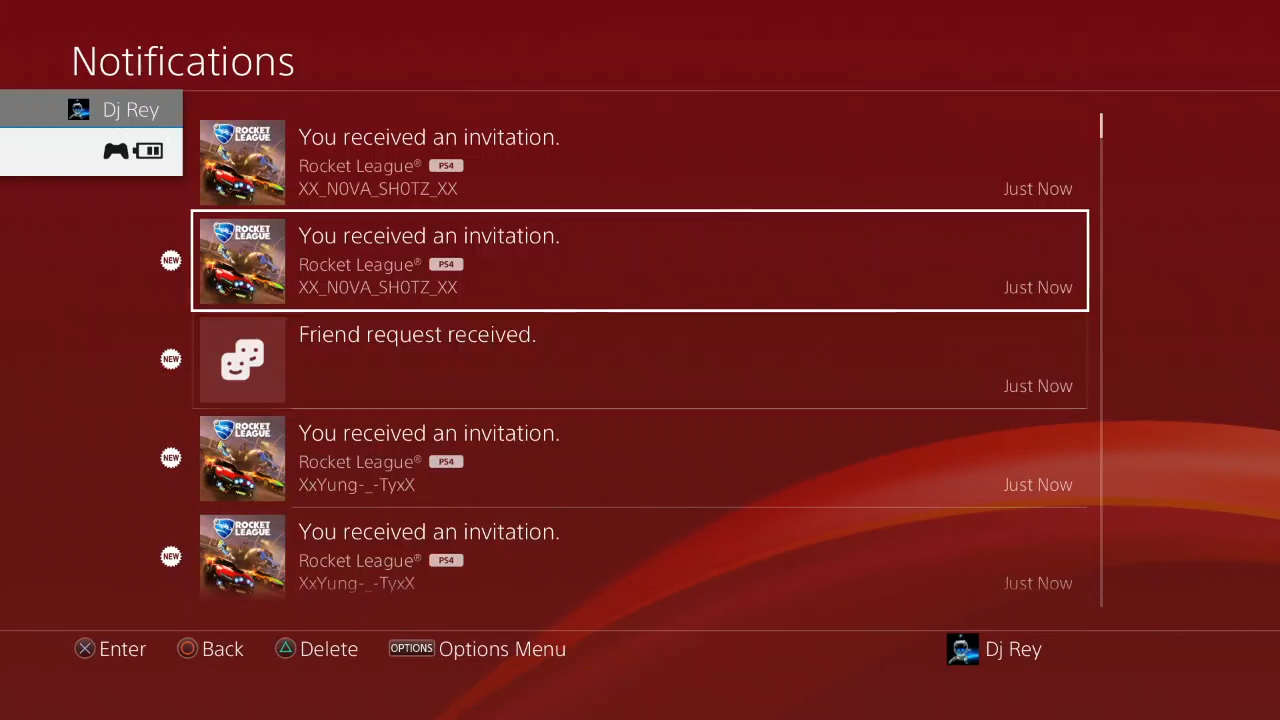 Notifications
Dj Rey
ROCKET
LEAGUE
You received an invitation.
Rocket League® PS4
XX_N0VA_SH0TZ_XX
Just Now
NEW
ROCKET
LEAGUE
You received an invitation.
Rocket League® PS4
XX_N0VA_SH0TZ_XX
Just Now
NEW
Friend request received.
Just Now
NEW
ROCKET
LEAGUE
You received an invitation.
Rocket League® PS4
XxYung-_-TyxX
Just Now
NEW
ROCKET
LEAGUE
You received an invitation.
Rocket League® PS4
XxYung-_-TyxX
Just Now
Enter Back Delete OPTIONS Options Menu
Dj Rey